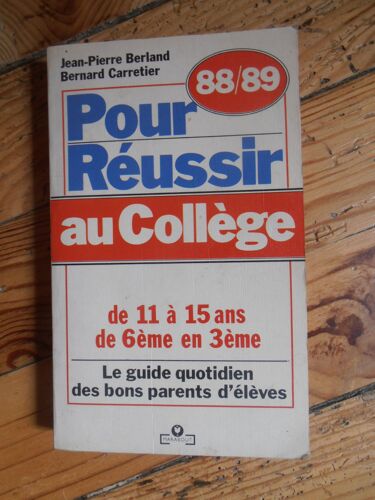 Jean-Pierre Berland
Bernard Carretier
88/89
Pour
Réussir
au Collège
de 11 à 15 ans
de 6ème en 3ème
Le guide quotidien
des bons parents d'élèves
MARABOUT